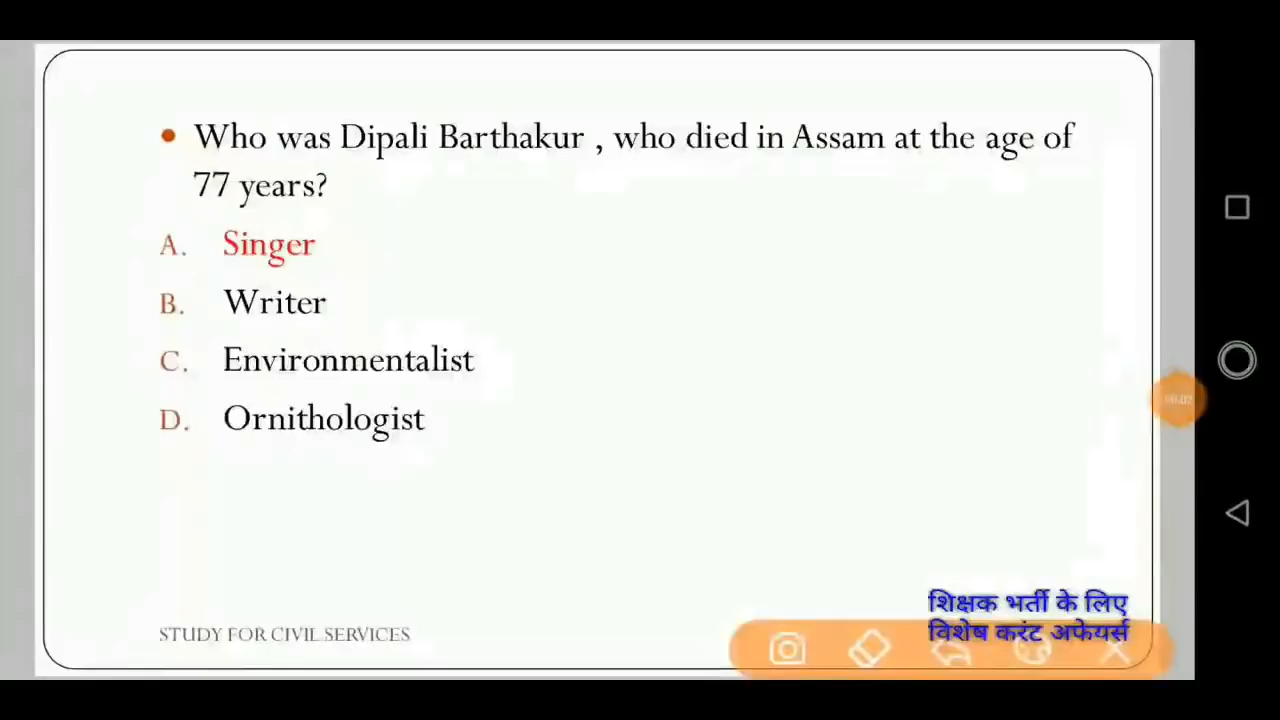 • Who was Dipali Barthakur , who died in Assam at the age of
77 years?
A. Singer
B. Writer
C. Environmentalist
D. Ornithologist
शिक्षक भर्ती के लिए
विशेष करंट अफेयर्स
STUDY FOR CIVIL SERVICES